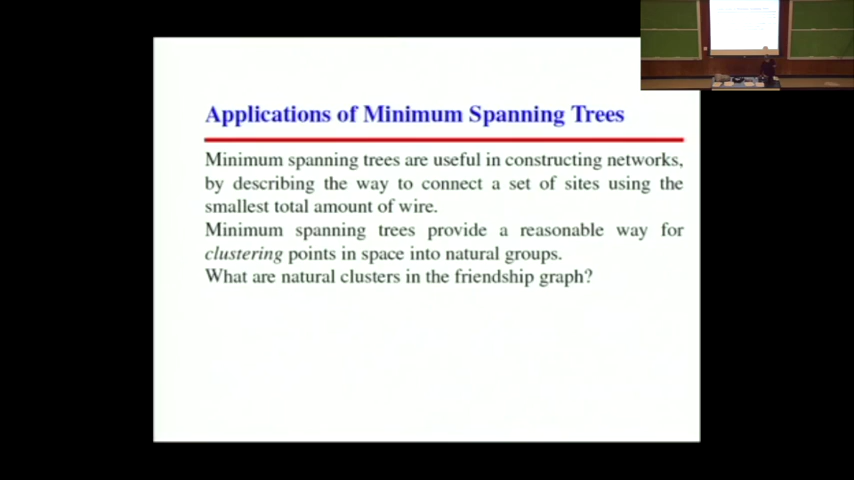 Applications of Minimum Spanning Trees
Minimum spanning trees are useful in constructing networks,
by describing the way to connect a set of sites using the
smallest total amount of wire.
Minimum spanning trees provide a reasonable way for
clustering points in space into natural groups.
What are natural clusters in the friendship graph?